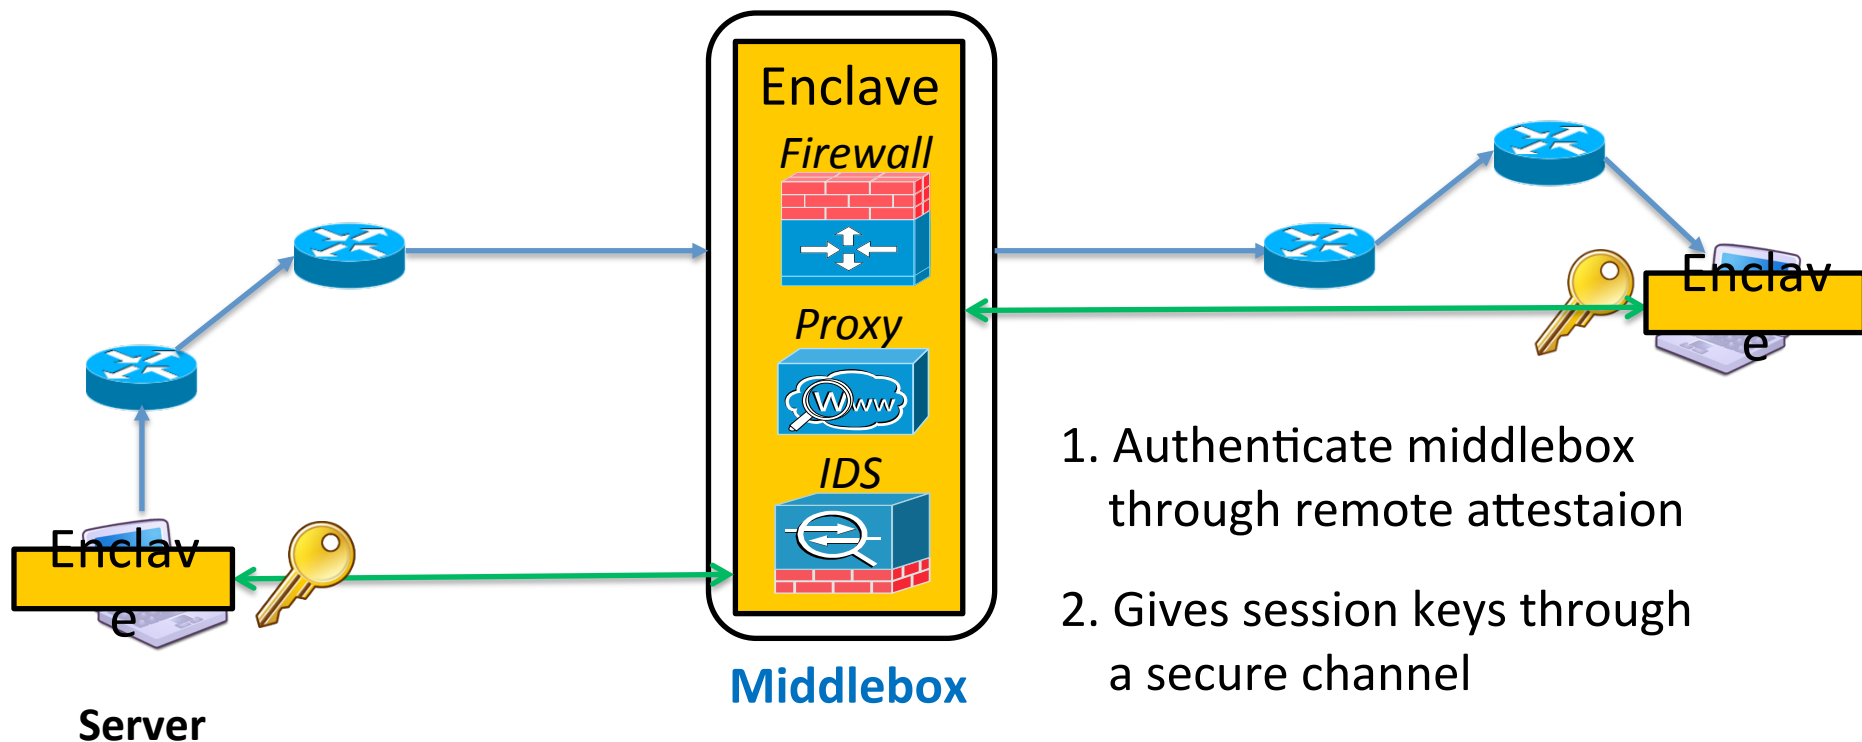 Enclave
Firewall
Proxy
Www
IDS
Enclav
e
Enclav
e
1. Authenticate middlebox
through remote attestaion
2. Gives session keys through
a secure channel
Middlebox
Server